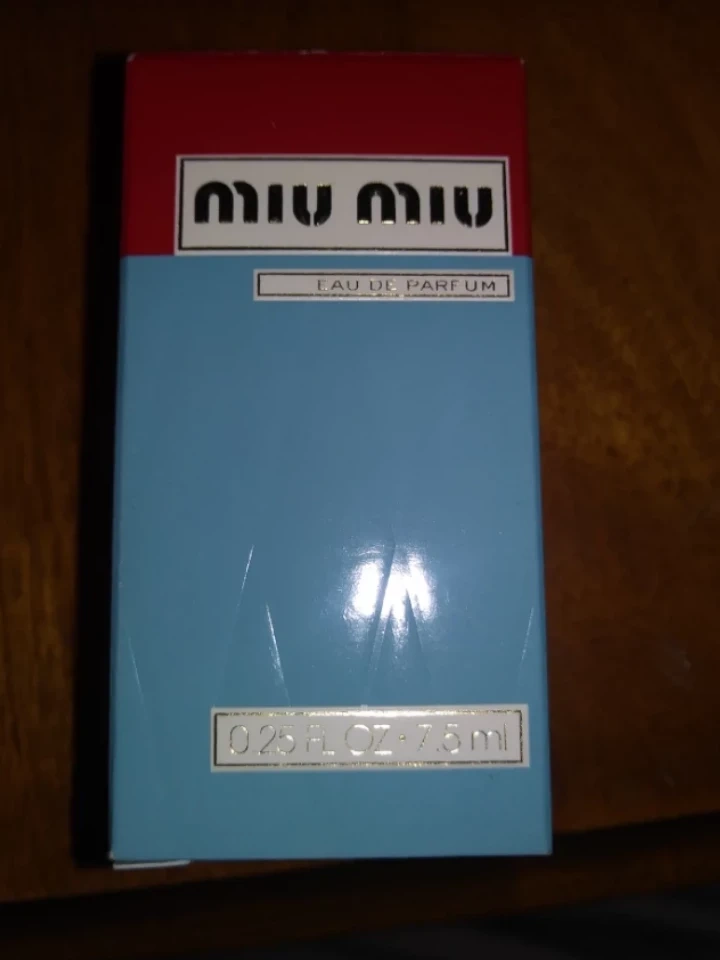 miu miu
EAU DE PARFUM
0.25 FL OZ · 7.5 ml